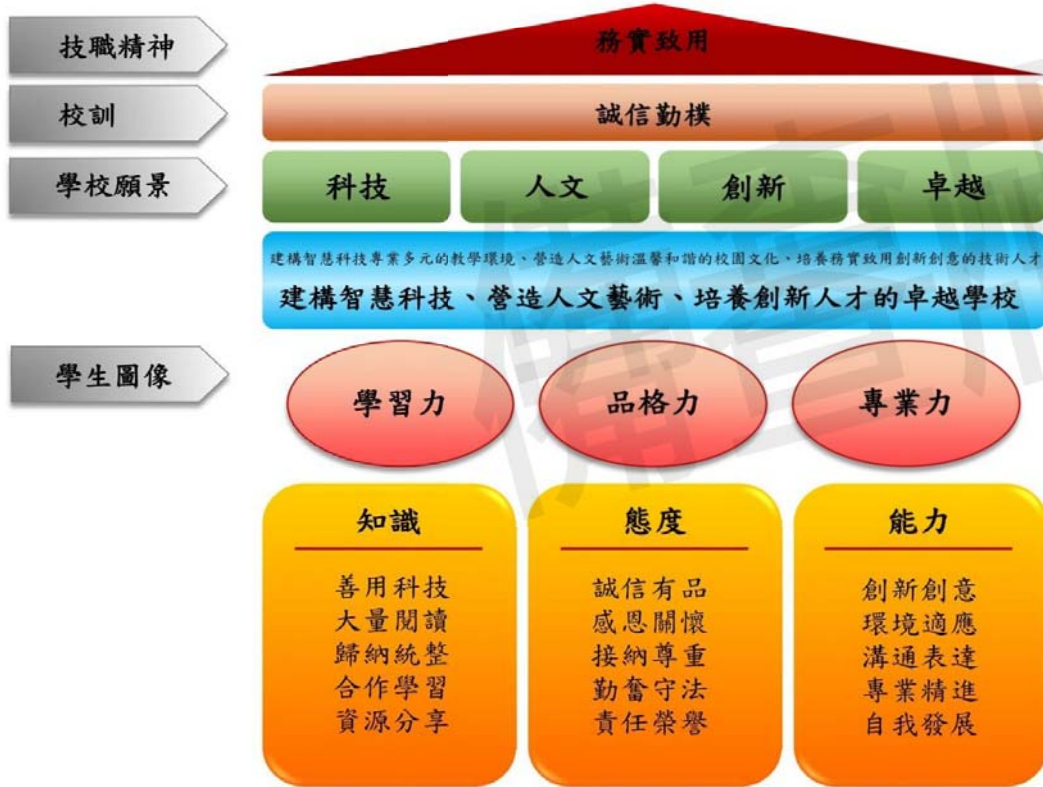 技職精神
務實致用
校訓
誠信勤樸
學校願景
科技
人文
創新
卓越
建構智慧科技專業多元的教學環境、營造人文藝術溫馨和諧的校園文化、培養務實致用創新創意的技術人才
建構智慧科技、營造人文藝術、培養創新人才的卓越學校
學生圖像
學習力
品格力
專業力
知識
善用科技
大量閱讀
歸納統整
合作學習
資源分享
態度
誠信有品
感恩關懷
接納尊重
勤奮守法
責任榮譽
能力
創新創意
環境適應
溝通表達
專業精進
自我發展